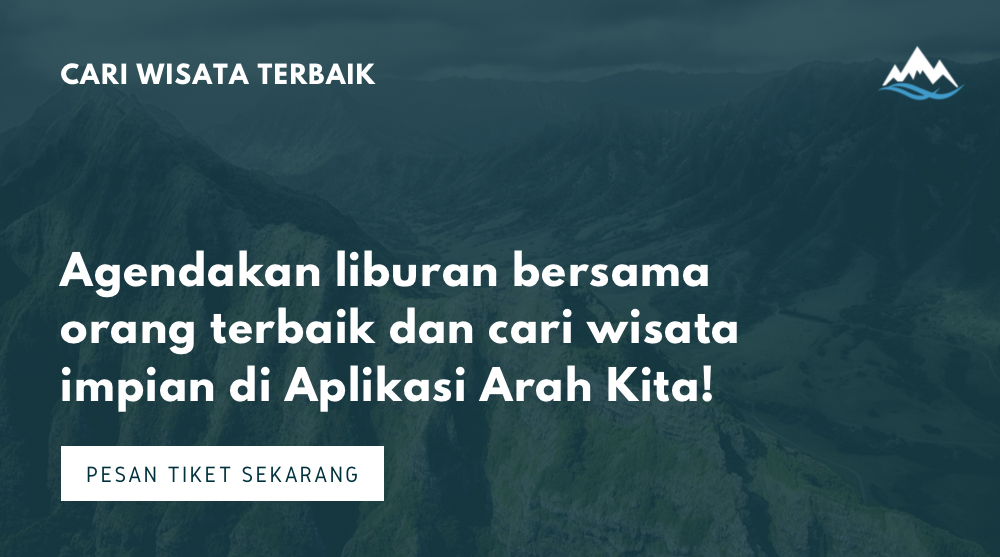 CARI WISATA TERBAIK
Agendakan liburan bersama
orang terbaik dan cari wisata
impian di Aplikasi Arah Kita!
PESAN TIKET SEKARANG